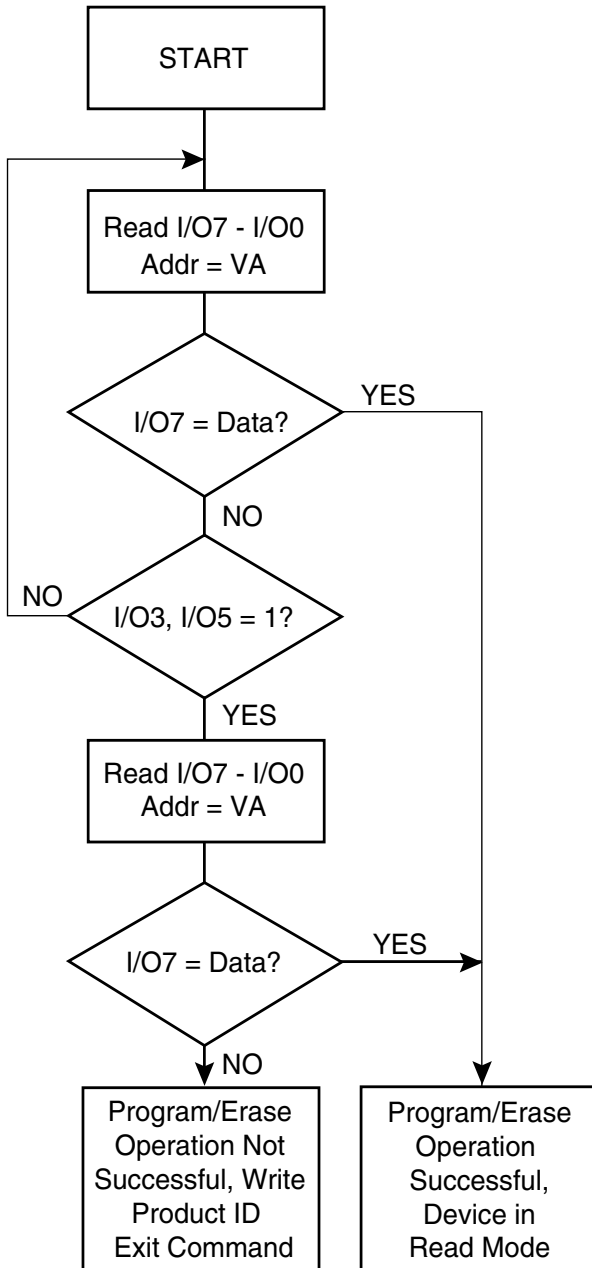 START
Read I/O7 - I/O0
Addr = VA
I/O7 = Data?
YES
NO
NO
I/O3, I/O5 = 1?
YES
Read I/O7 - I/O0
Addr = VA
I/O7 = Data?
YES
NO
Program/Erase
Operation Not
Successful, Write
Product ID
Exit Command
Program/Erase
Operation
Successful,
Device in
Read Mode